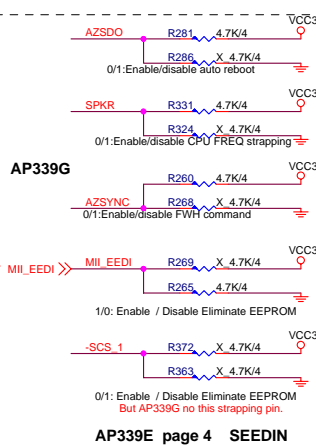 VCC3
AZSDO R281 4.7K/4
R286 X_4.7K/4
0/1:Enable/disable auto reboot
VCC3
SPKR R331 4.7K/4
R324 X_4.7K/4
0/1:Enable/disable CPU FREQ strapping
AP339G
VCC3
R260 4.7K/4
AZSYNC R268 X_4.7K/4
0/1:Enable/disable FWH command
VCC3
MII_EEDI MII_EEDI R269 X_4.7K/4
R265 4.7K/4
1/0: Enable / Disable Eliminate EEPROM
VCC3
-SCS_1 R372 X_4.7K/4
R363 X_4.7K/4
0/1: Enable / Disable Eliminate EEPROM
But AP339G no this strapping pin.
AP339E page 4 SEEDIN